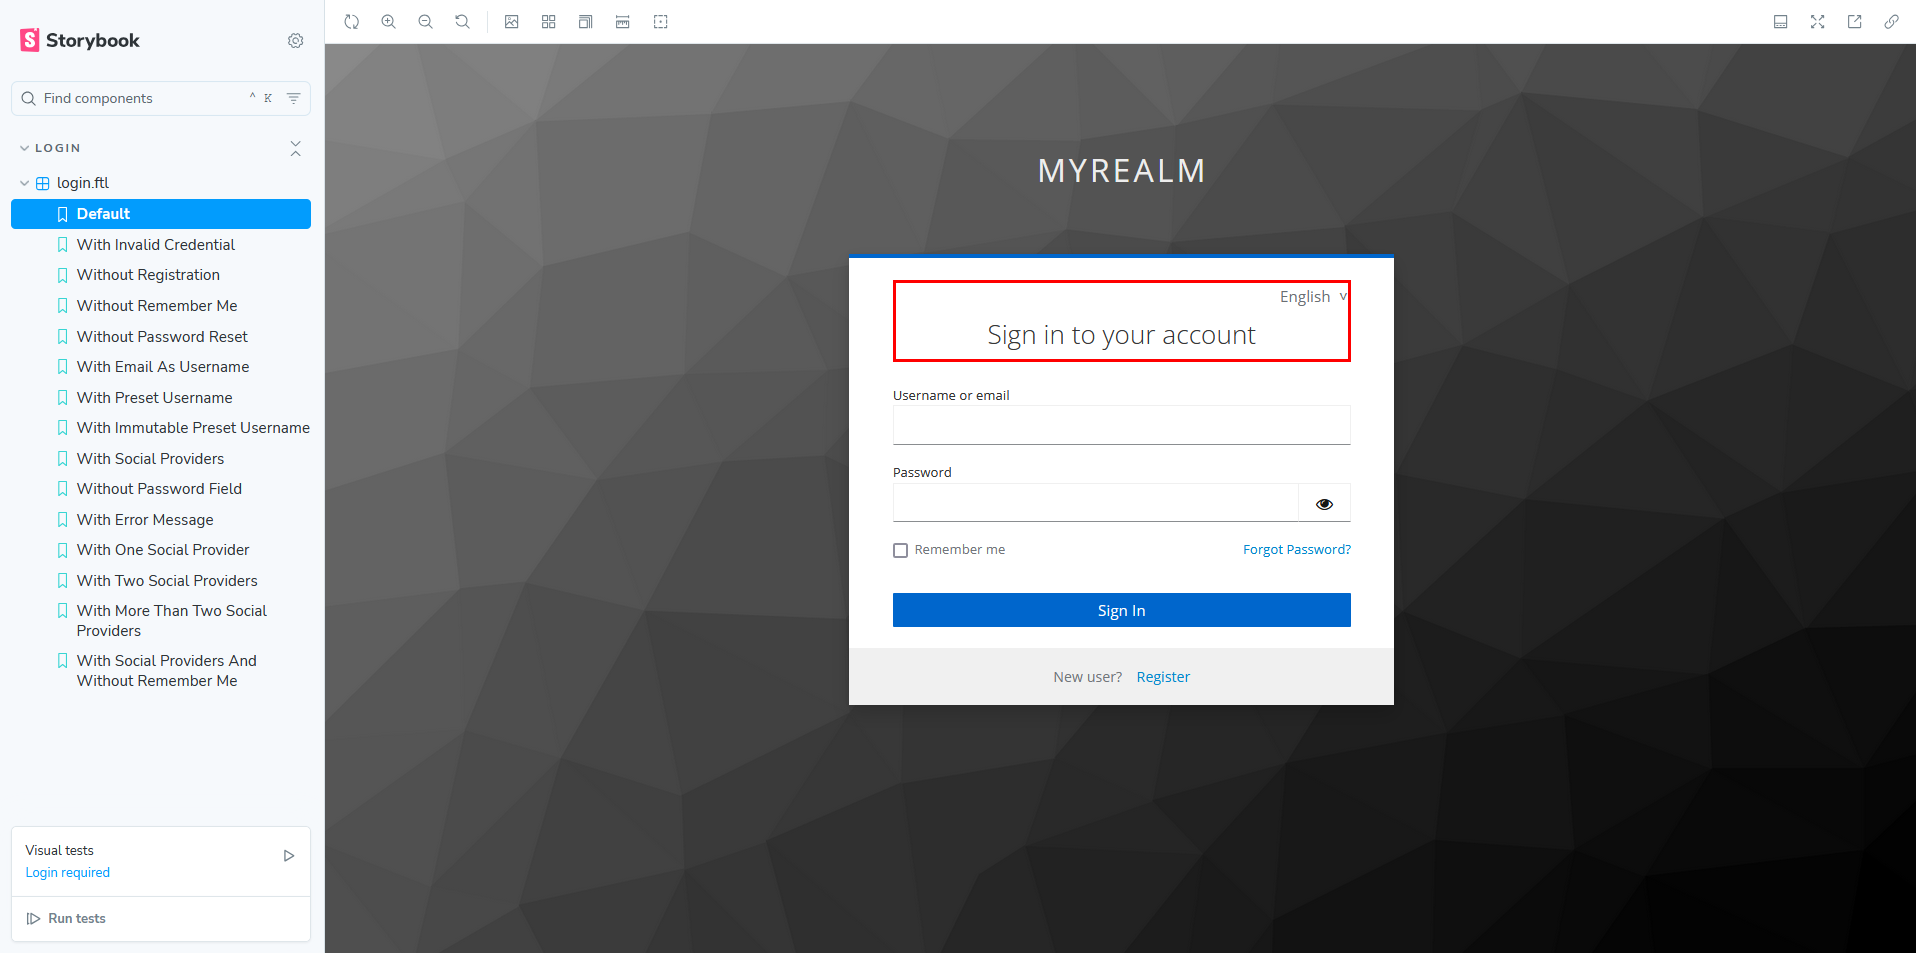 Storybook
Find components
^ K
LOGIN
login.ftl
Default
With Invalid Credential
Without Registration
Without Remember Me
Without Password Reset
With Email As Username
With Preset Username
With Immutable Preset Username
With Social Providers
Without Password Field
With Error Message
With One Social Provider
With Two Social Providers
With More Than Two Social
Providers
With Social Providers And
Without Remember Me
Visual tests
Login required
Run tests
MYREALM
English
Sign in to your account
Username or email
Password
Remember me
Forgot Password?
Sign In
New user? Register